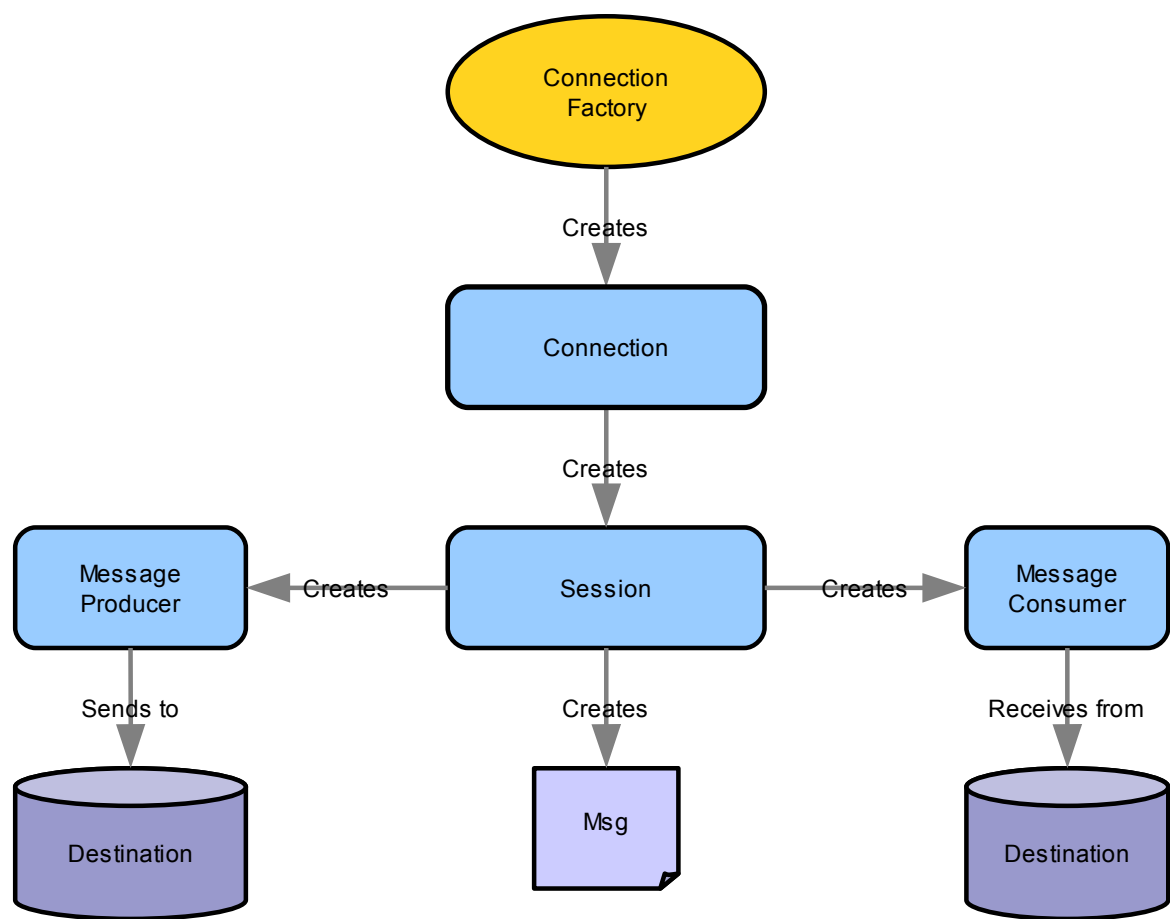 Connection
Factory
Creates
Connection
Creates
Message
Producer
Creates
Session
Creates
Message
Consumer
Sends to
Creates
Receives from
Destination
Msg
Destination